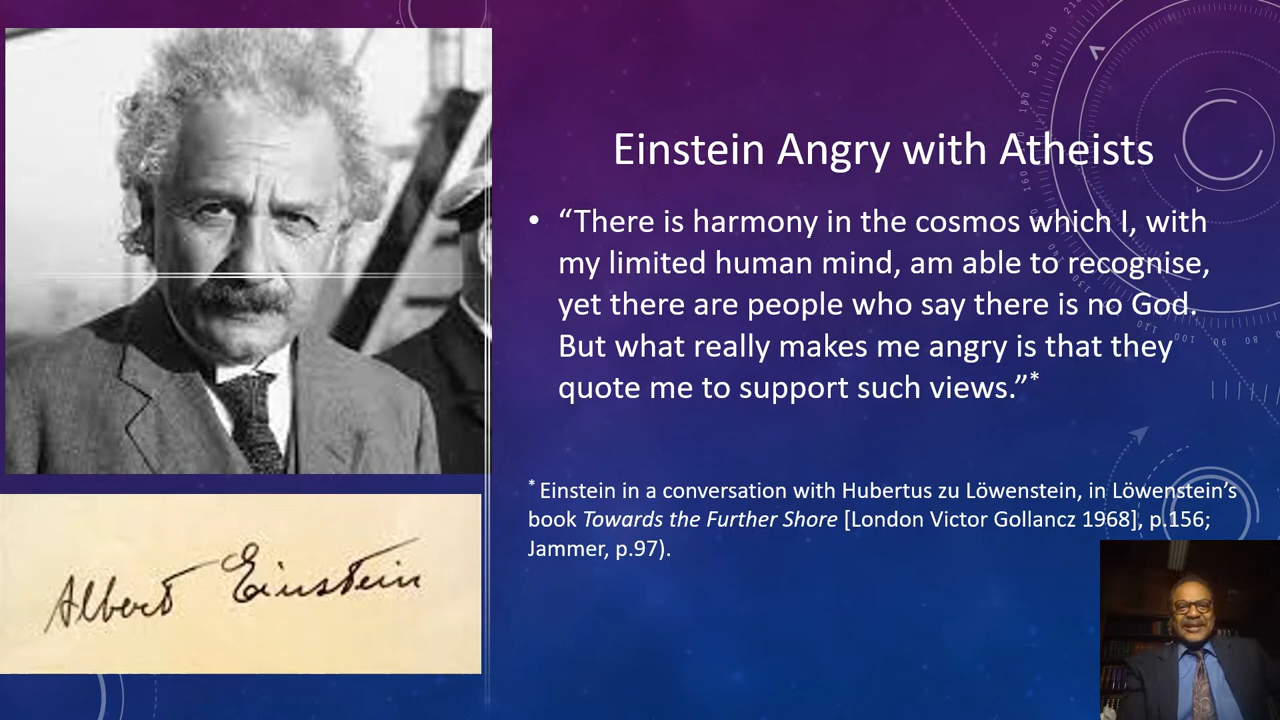 Einstein Angry with Atheists
• “There is harmony in the cosmos which I, with
my limited human mind, am able to recognise,
yet there are people who say there is no God.
But what really makes me angry is that they
quote me to support such views.”*
* Einstein in a conversation with Hubertus zu Löwenstein, in Löwenstein’s
book Towards the Further Shore [London Victor Gollancz 1968], p.156;
Jammer, p.97).
Albert Einstein